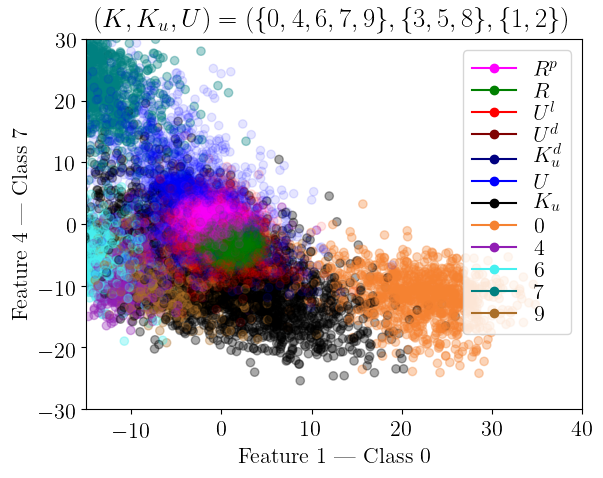 (K, K_u, U) = ({0, 4, 6, 7, 9}, {3, 5, 8}, {1, 2})
30
20
10
0
−10
−20
−30
−10
0
10
20
30
40
Feature 4 — Class 7
Feature 1 — Class 0
R^p
R
U^l
U^d
K_u^d
U
K_u
0
4
6
7
9